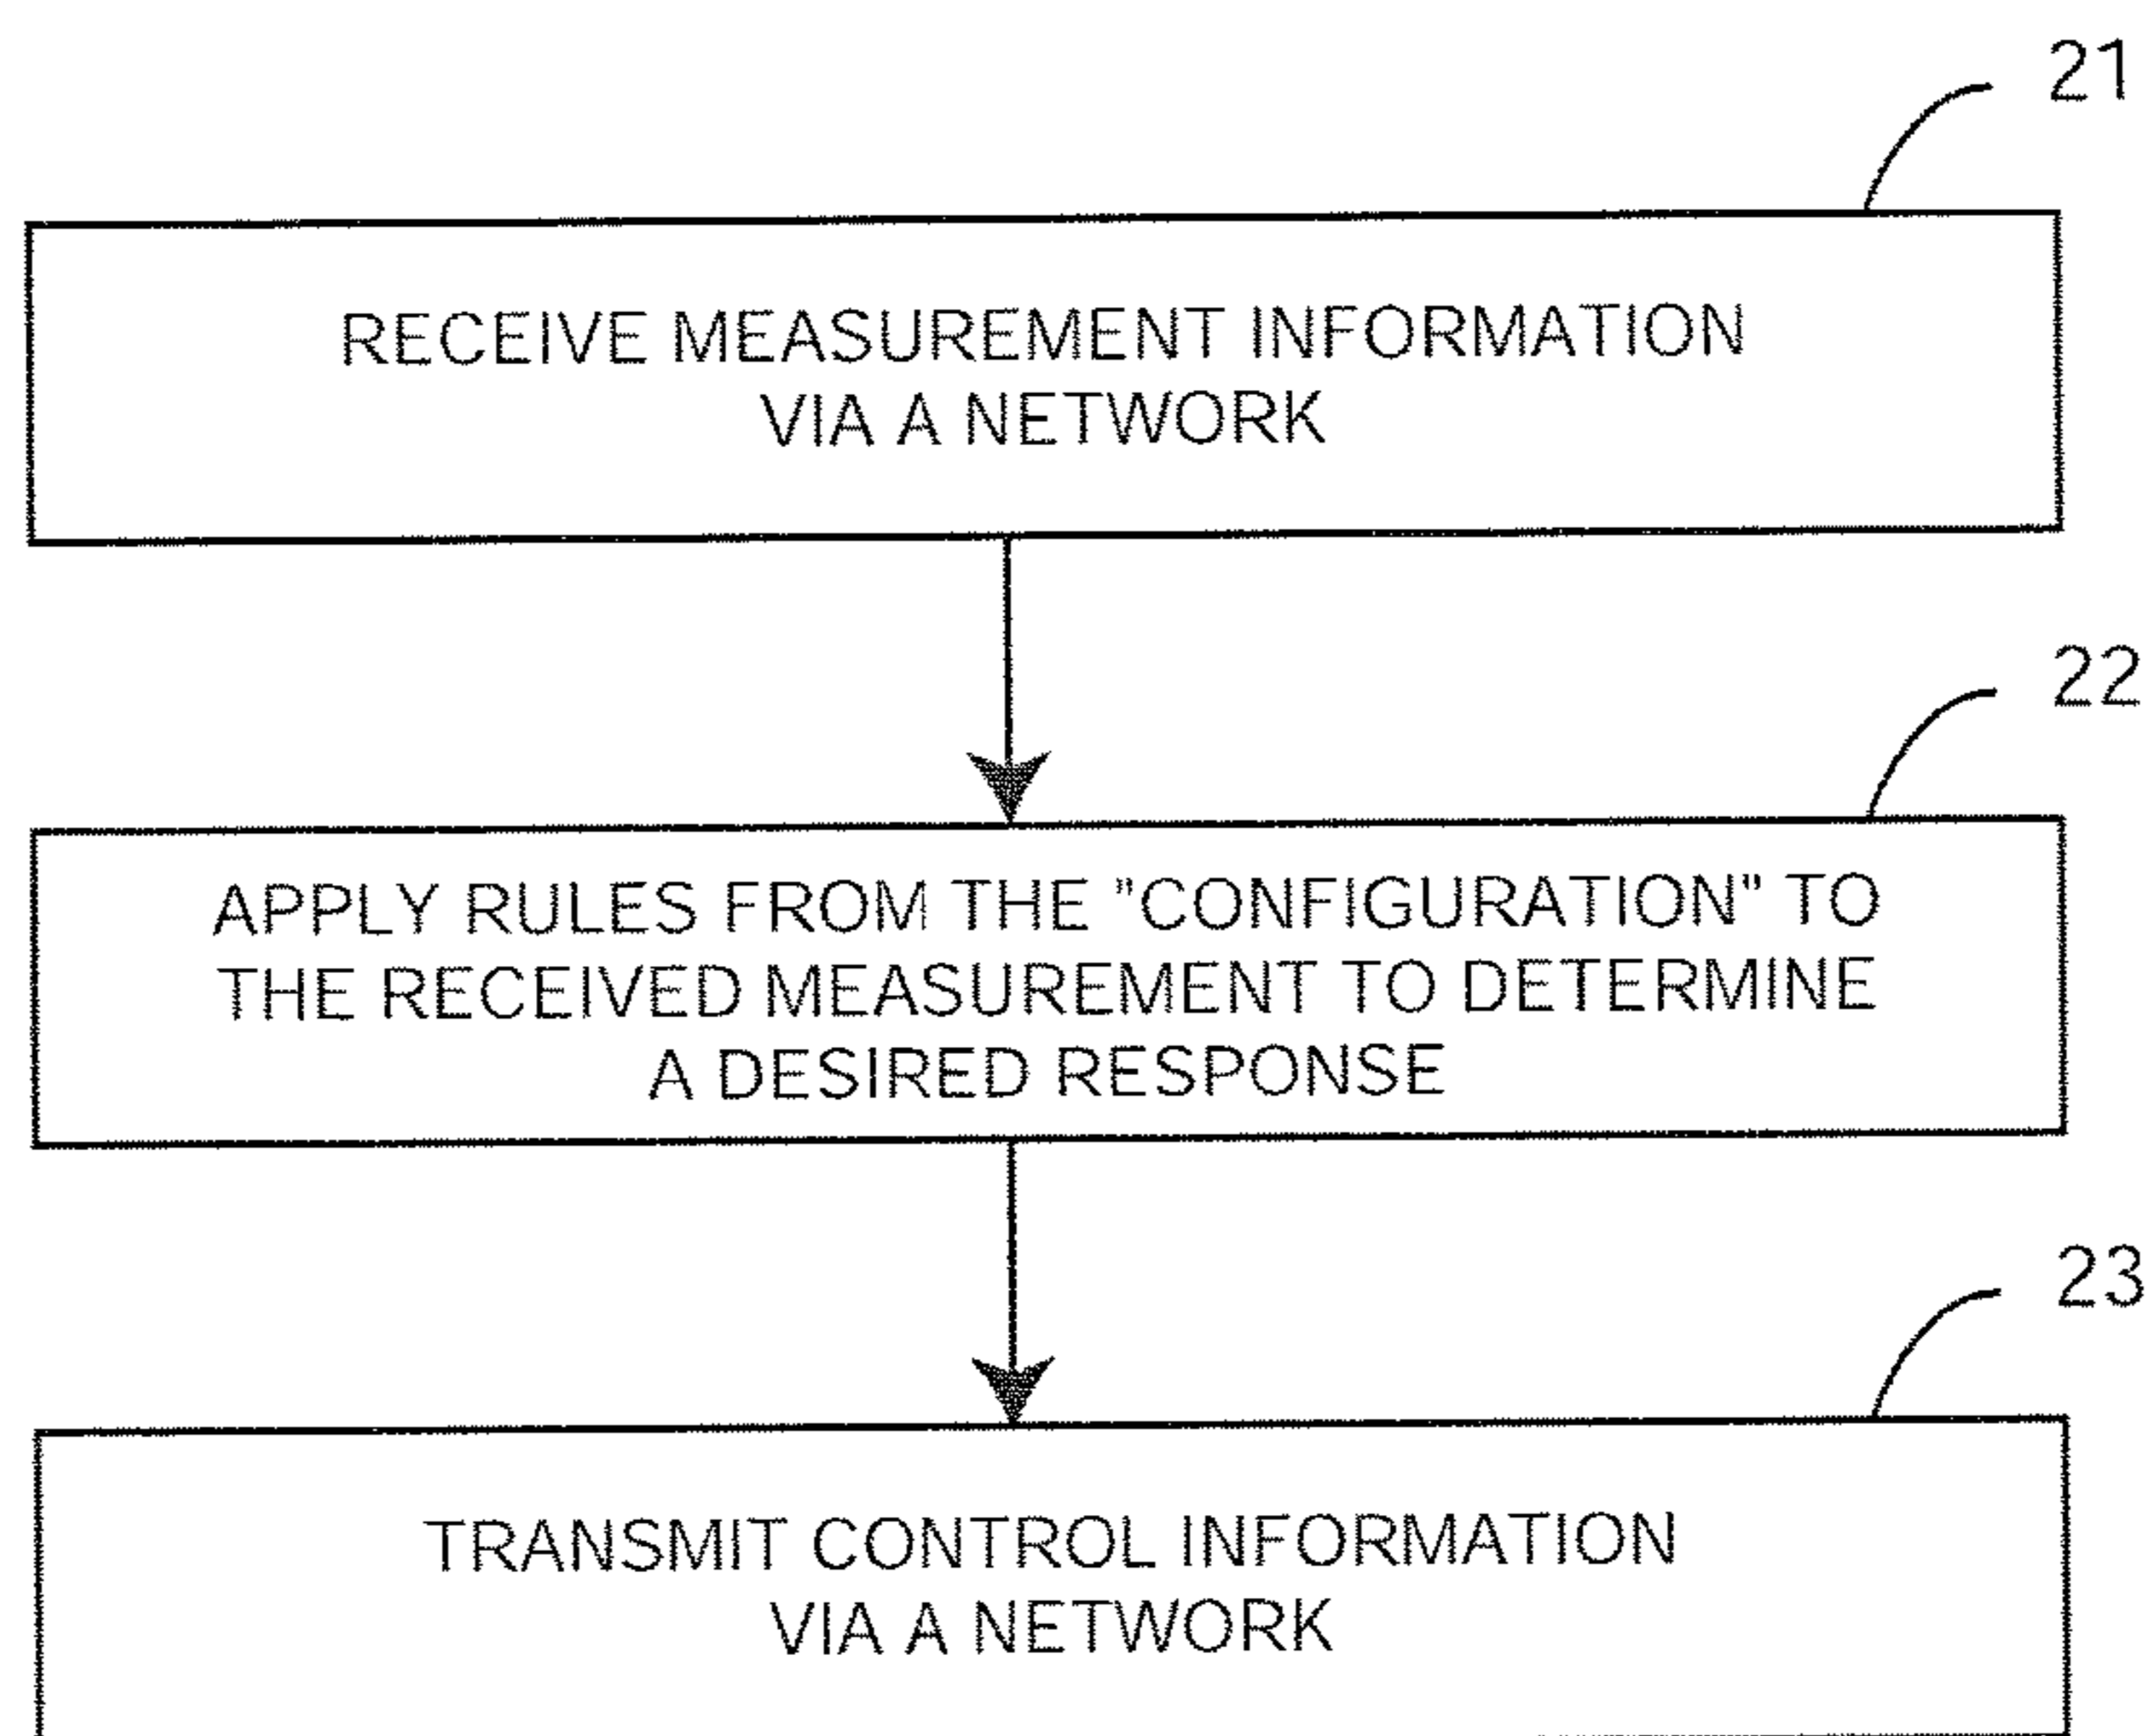 21
RECEIVE MEASUREMENT INFORMATION
VIA A NETWORK
22
APPLY RULES FROM THE "CONFIGURATION" TO
THE RECEIVED MEASUREMENT TO DETERMINE
A DESIRED RESPONSE
23
TRANSMIT CONTROL INFORMATION
VIA A NETWORK